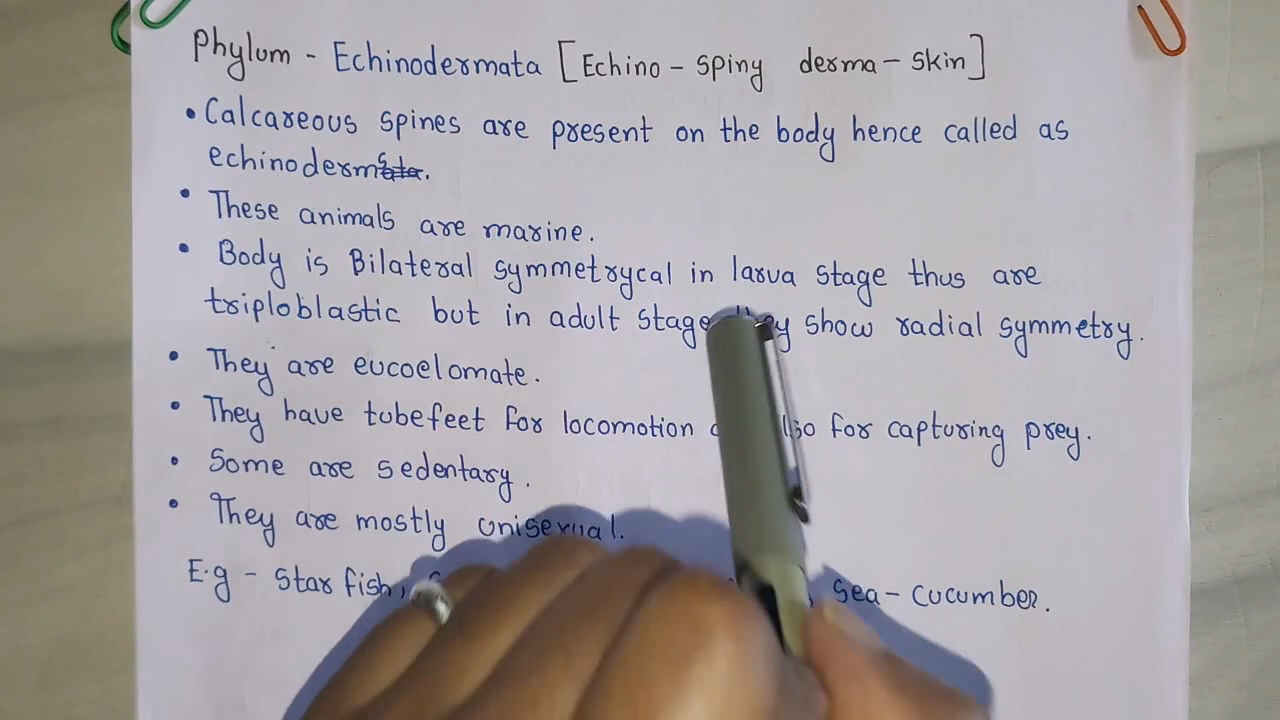 Phylum - Echinodermata [Echino - spiny derma - skin]
• Calcareous spines are present on the body hence called as
echinoderms.
• These animals are marine.
• Body is Bilateral symmetrycal in larva stage thus are
triploblastic but in adult stage they show radial symmetry.
• They are eucoelomate.
• They have tubefeet for locomotion also for capturing prey.
• Some are sedentary.
• They are mostly unisexual.
E.g - Star fish, sea - cucumber.